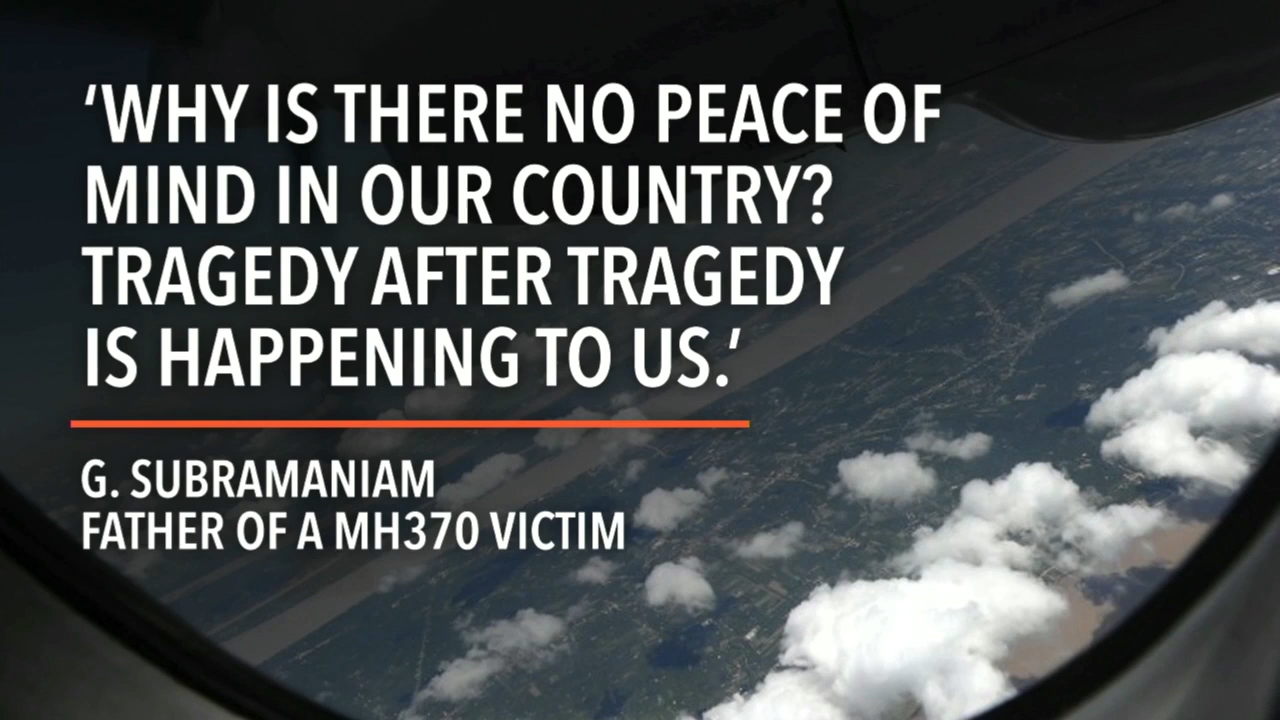 ‘WHY IS THERE NO PEACE OF
MIND IN OUR COUNTRY?
TRAGEDY AFTER TRAGEDY
IS HAPPENING TO US.’
G. SUBRAMANIAM
FATHER OF A MH370 VICTIM